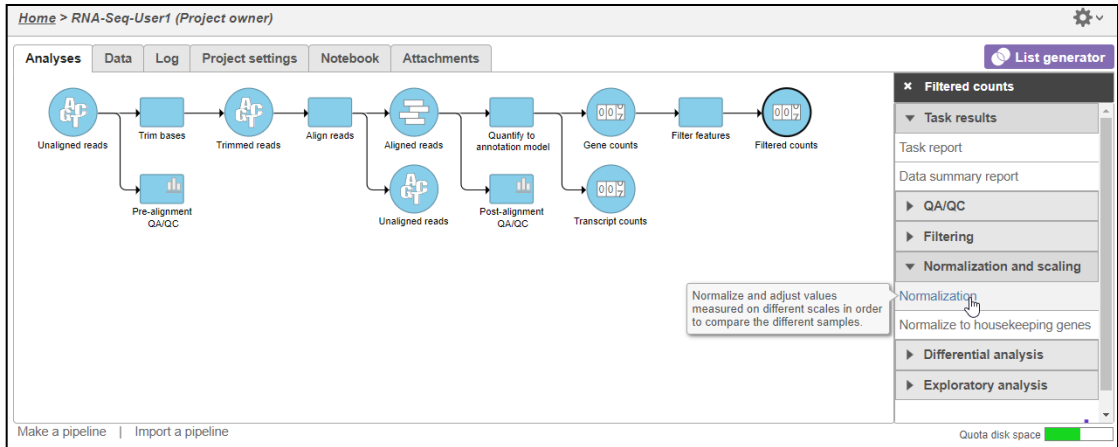 Home > RNA-Seq-User1 (Project owner)
Analyses
Data
Log
Project settings
Notebook
Attachments
List generator
Unaligned reads
Trim bases
Trimmed reads
Align reads
Aligned reads
Quantify to
annotation model
Gene counts
Filter features
Filtered counts
Pre-alignment
QA/QC
Unaligned reads
Post-alignment
QA/QC
Transcript counts
× Filtered counts
Task results
Task report
Data summary report
QA/QC
Filtering
Normalization and scaling
Normalization
Normalize to housekeeping genes
Differential analysis
Exploratory analysis
Normalize and adjust values
measured on different scales in order
to compare the different samples.
Make a pipeline | Import a pipeline
Quota disk space